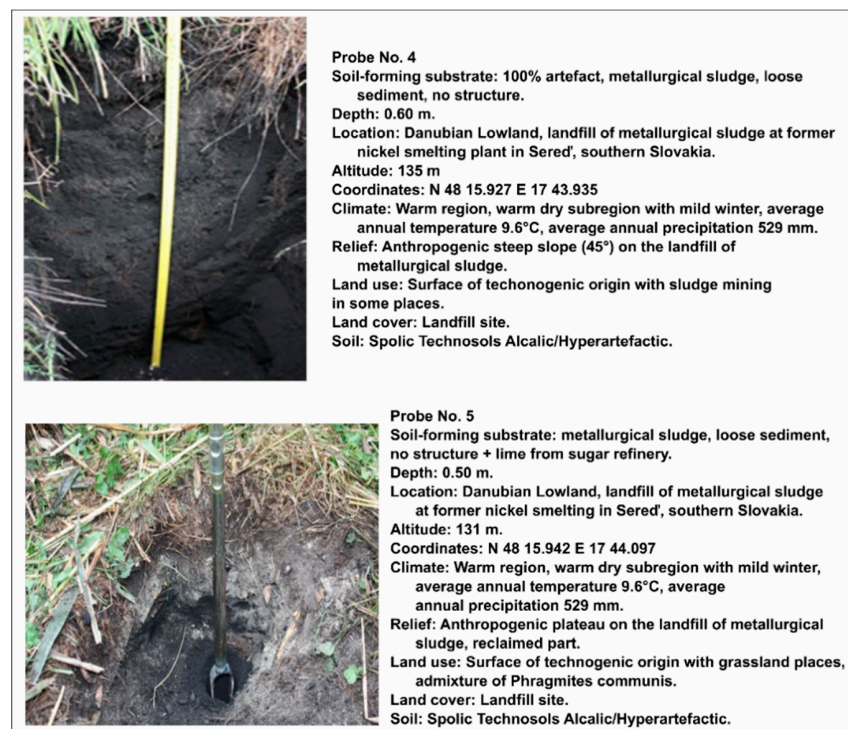 Probe No. 4
Soil-forming substrate: 100% artefact, metallurgical sludge, loose
sediment, no structure.
Depth: 0.60 m.
Location: Danubian Lowland, landfill of metallurgical sludge at former
nickel smelting plant in Sereď, southern Slovakia.
Altitude: 135 m
Coordinates: N 48 15.927 E 17 43.935
Climate: Warm region, warm dry subregion with mild winter, average
annual temperature 9.6°C, average annual precipitation 529 mm.
Relief: Anthropogenic steep slope (45°) on the landfill of
metallurgical sludge.
Land use: Surface of techonogenic origin with sludge mining
in some places.
Land cover: Landfill site.
Soil: Spolic Technosols Alcalic/Hyperartefactic.
Probe No. 5
Soil-forming substrate: metallurgical sludge, loose sediment,
no structure + lime from sugar refinery.
Depth: 0.50 m.
Location: Danubian Lowland, landfill of metallurgical sludge
at former nickel smelting in Sereď, southern Slovakia.
Altitude: 131 m.
Coordinates: N 48 15.942 E 17 44.097
Climate: Warm region, warm dry subregion with mild winter,
average annual temperature 9.6°C, average
annual precipitation 529 mm.
Relief: Anthropogenic plateau on the landfill of metallurgical
sludge, reclaimed part.
Land use: Surface of technogenic origin with grassland places,
admixture of Phragmites communis.
Land cover: Landfill site.
Soil: Spolic Technosols Alcalic/Hyperartefactic.